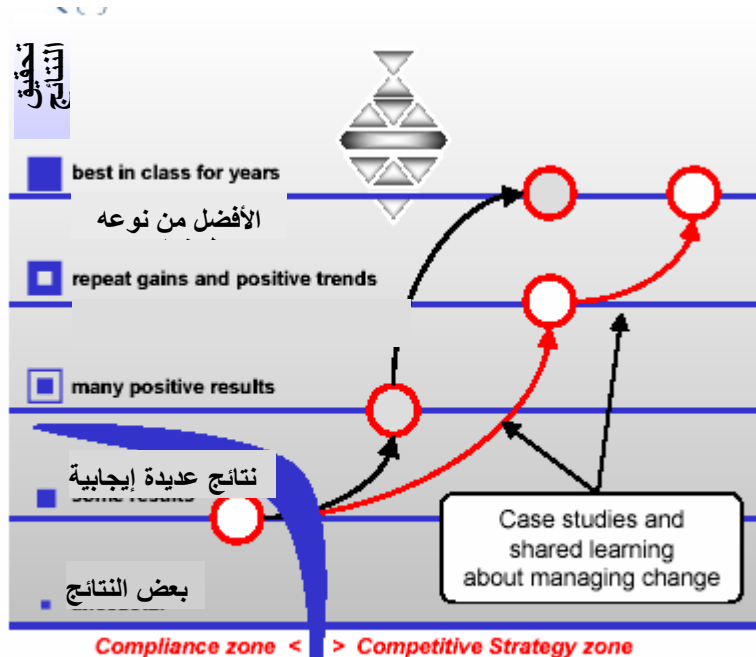 تحقيق
النتائج
best in class for years
الأفضل من نوعه
repeat gains and positive trends
many positive results
نتائج عديدة إيجابية
some results
بعض النتائج
Case studies and
shared learning
about managing change
Compliance zone < > Competitive Strategy zone